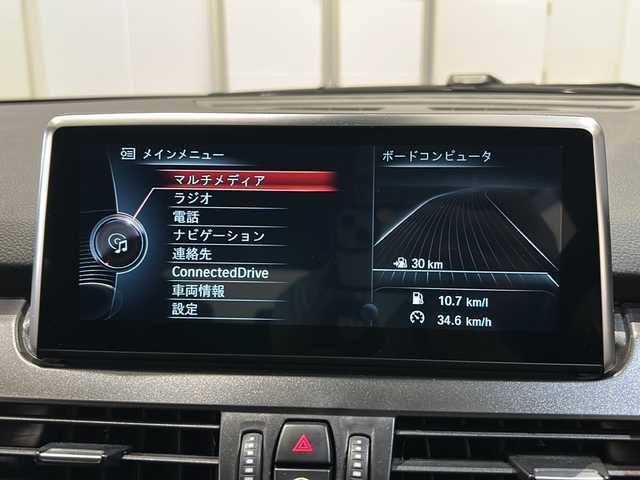 メインメニュー
マルチメディア
ラジオ
電話
ナビゲーション
連絡先
ConnectedDrive
車両情報
設定
ボードコンピュータ
30 km
10.7 km/l
34.6 km/h